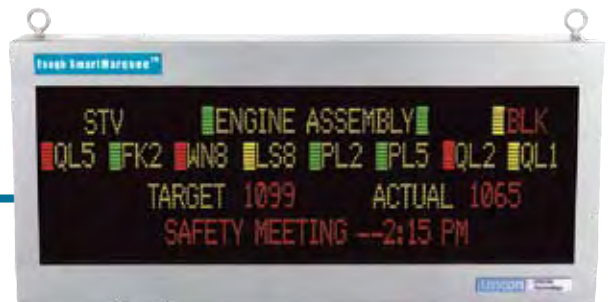 Tough SmartMarquee™
STV ENGINE ASSEMBLY BLK
QL5 FK2 WN8 LS8 PL2 PL5 QL2 QL1
TARGET 1099 ACTUAL 1065
SAFETY MEETING --2:15 PM